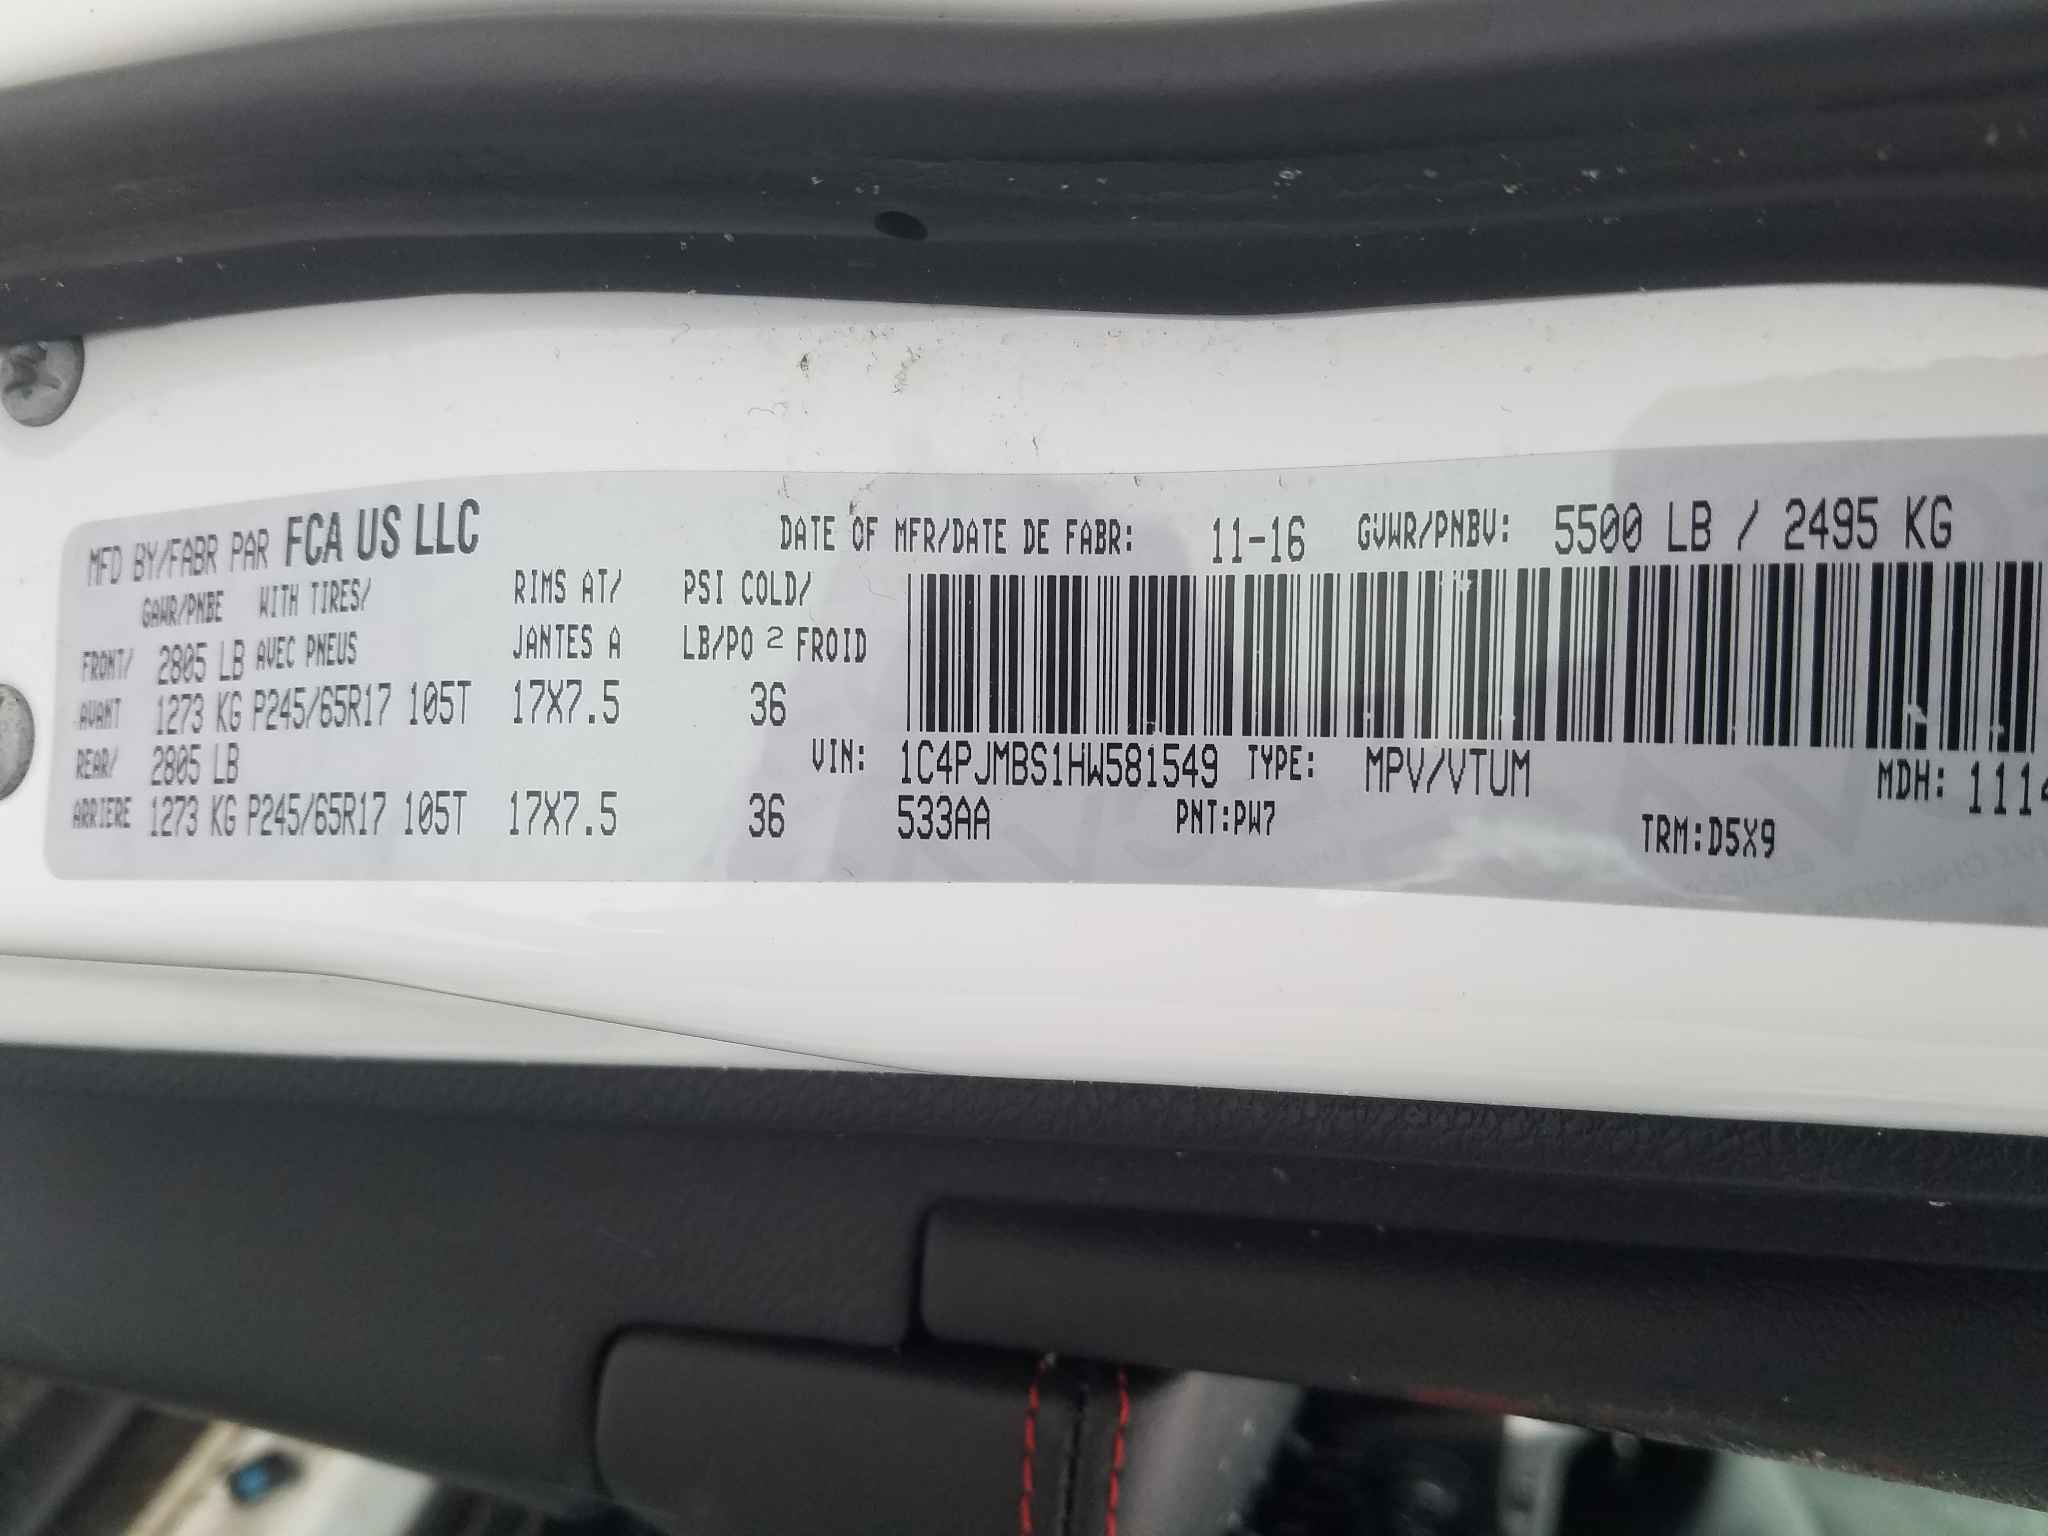 MFD BY/FABR PAR FCA US LLC DATE OF MFR/DATE DE FABR: 11-16 GVWR/PNBV: 5500 LB / 2495 KG
GAWR/PNBE WITH TIRES/ RIMS AT/ PSI COLD/
FRONT/ 2805 LB AVEC PNEUS JANTES A LB/PO 2 FROID
AVANT 1273 KG P245/65R17 105T 17X7.5 36
REAR/ 2805 LB
ARRIERE 1273 KG P245/65R17 105T 17X7.5 36
VIN: 1C4PJMBS1HW581549 TYPE: MPV/VTUM MDH: 1114
533AA PNT:PW7 TRM:D5X9